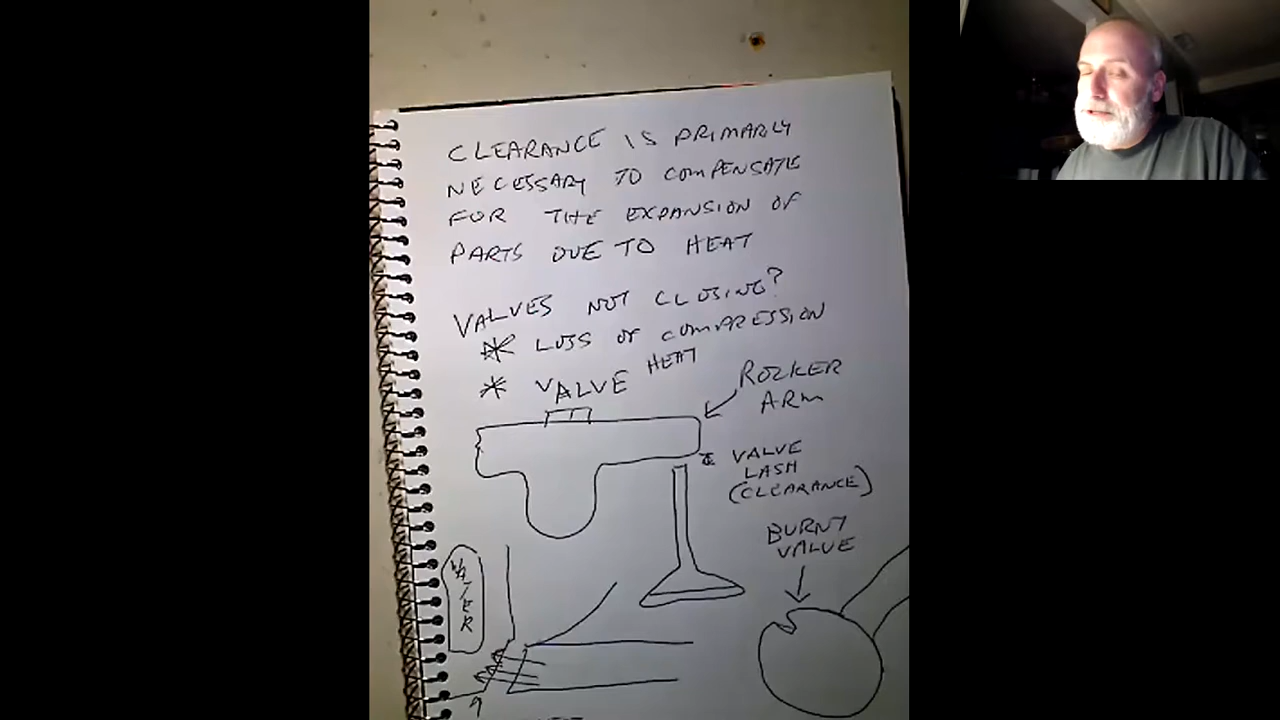 CLEARANCE IS PRIMARILY
NECESSARY TO COMPENSATE
FOR THE EXPANSION OF
PARTS DUE TO HEAT
VALVES NOT CLOSING?
* LOSS OF COMPRESSION
* VALVE HEAT
ROCKER
ARM
VALVE
LASH
(CLEARANCE)
BURNT
VALVE
WATER